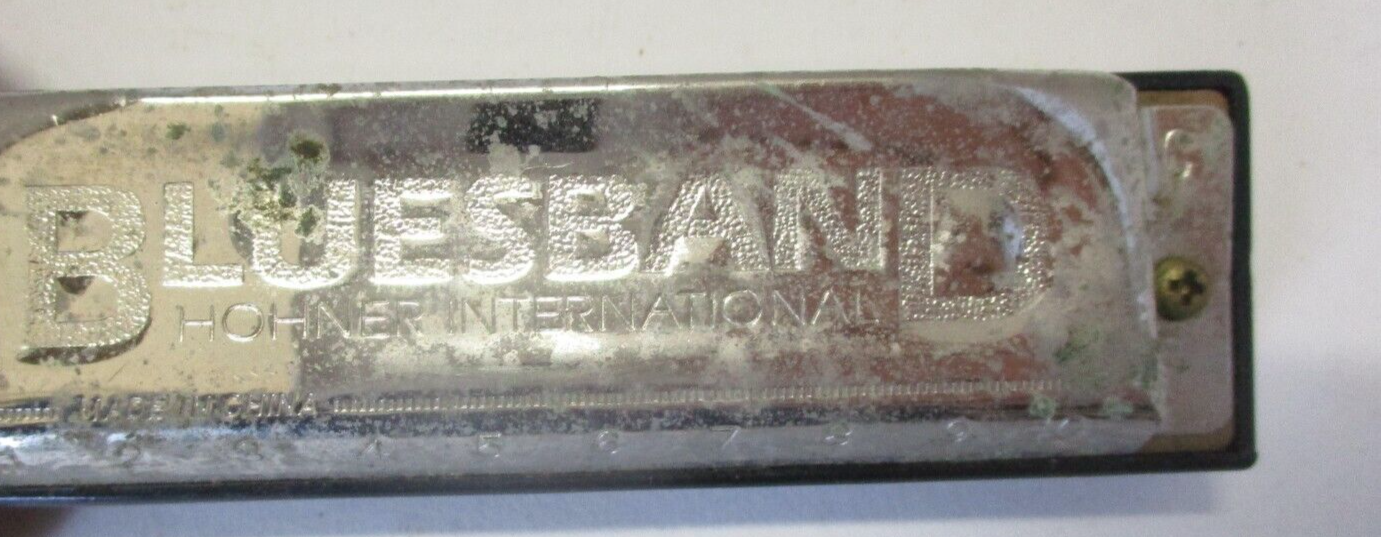 BLUESBAND
HOHNER INTERNATIONAL
MADE IN CHINA
4 5 6 7 8 9